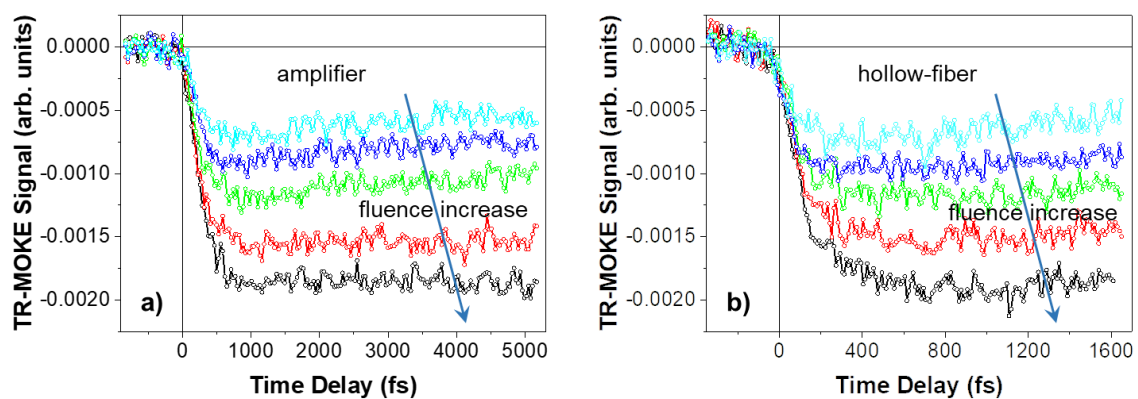 TR-MOKE Signal (arb. units)
0.0000
-0.0005
-0.0010
-0.0015
-0.0020
amplifier
fluence increase
a)
0
1000
2000
3000
4000
5000
Time Delay (fs)
TR-MOKE Signal (arb. units)
0.0000
-0.0005
-0.0010
-0.0015
-0.0020
hollow-fiber
fluence increase
b)
0
400
800
1200
1600
Time Delay (fs)